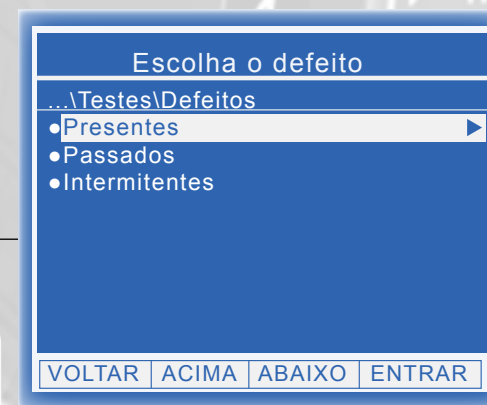 Escolha o defeito
...\Testes\Defeitos
●Presentes
●Passados
●Intermitentes
VOLTAR ACIMA ABAIXO ENTRAR